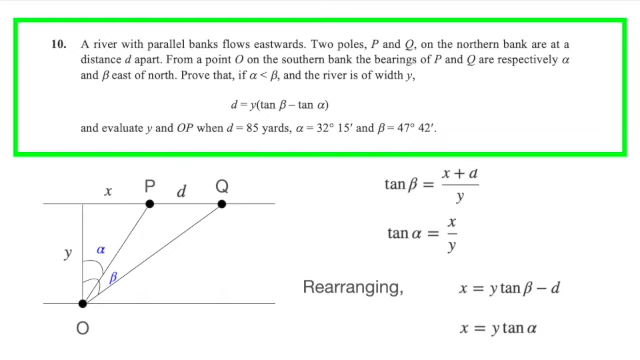 10. A river with parallel banks flows eastwards. Two poles, P and Q, on the northern bank are at a
distance d apart. From a point O on the southern bank the bearings of P and Q are respectively α
and β east of north. Prove that, if α < β, and the river is of width y,
d = y(tan β – tan α)
and evaluate y and OP when d = 85 yards, α = 32° 15′ and β = 47° 42′.
x P d Q
y α
β
O
tan β = (x + d)/y
tan α = x/y
Rearranging, x = y tan β – d
x = y tan α